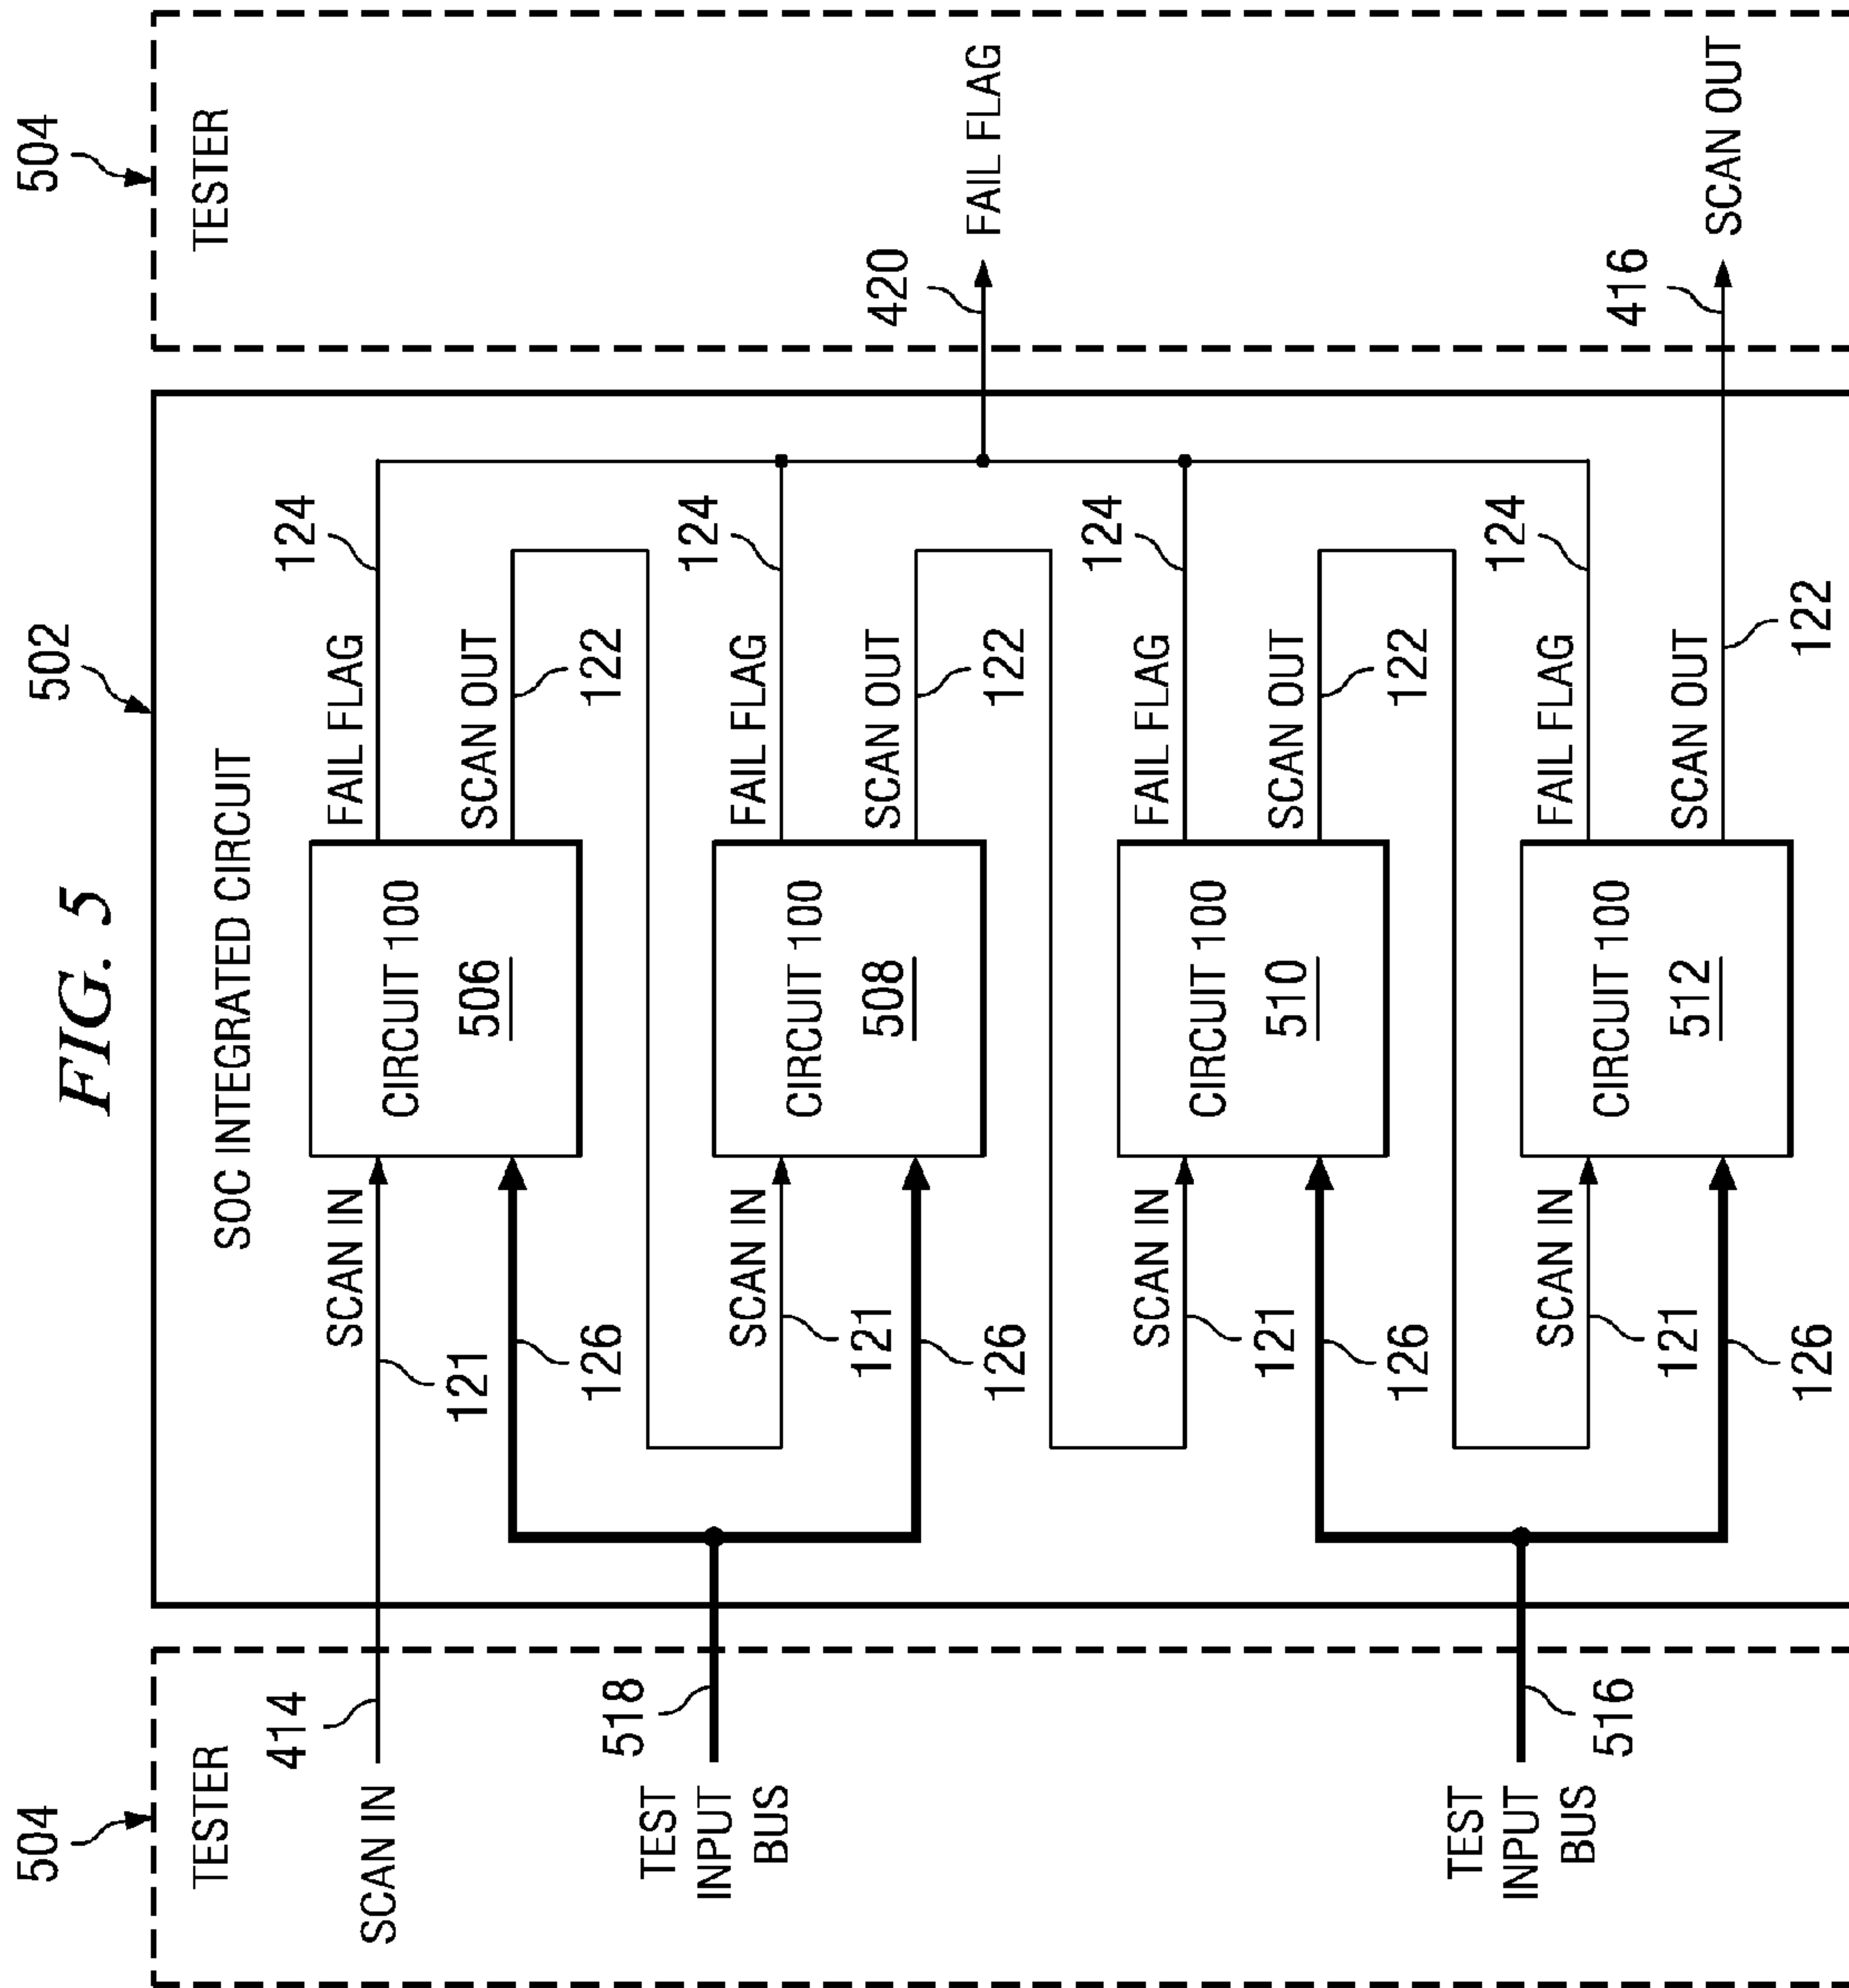 FIG. 5
504
TESTER
414
SCAN IN
518
TEST
INPUT
BUS
516
TEST
INPUT
BUS
502
SOC INTEGRATED CIRCUIT
SCAN IN
121
126
CIRCUIT 100
506
FAIL FLAG
124
SCAN OUT
122
SCAN IN
121
126
CIRCUIT 100
508
FAIL FLAG
124
SCAN OUT
122
SCAN IN
121
126
CIRCUIT 100
510
FAIL FLAG
124
SCAN OUT
122
SCAN IN
121
126
CIRCUIT 100
512
FAIL FLAG
124
SCAN OUT
122
504
TESTER
420
FAIL FLAG
416
SCAN OUT